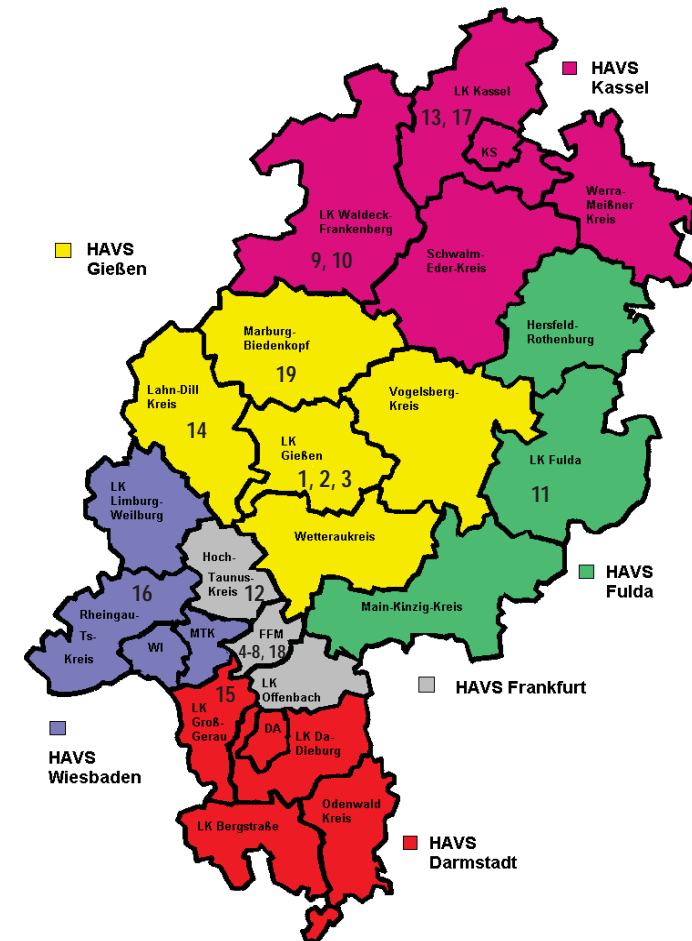 HAVS
Kassel
LK Kassel
13, 17
KS
Werra-
Meißner
Kreis
LK Waldeck-
Frankenberg
9, 10
Schwalm-
Eder-Kreis
HAVS
Gießen
Marburg-
Biedenkopf
19
Hersfeld-
Rothenburg
Lahn-Dill
Kreis
14
Vogelsberg-
Kreis
LK
Gießen
1, 2, 3
LK Fulda
11
LK
Limburg-
Weilburg
Wetteraukreis
Hoch-
Taunus-
Kreis
12
HAVS
Fulda
16
Rheingau-
Ts-
Kreis
Main-Kinzig-Kreis
WI
MTK
FFM
4-8, 18
LK
Offenbach
HAVS Frankfurt
15
LK
Groß-
Gerau
DA
LK Da-
Dieburg
HAVS
Wiesbaden
Odenwald
Kreis
LK Bergstraße
HAVS
Darmstadt